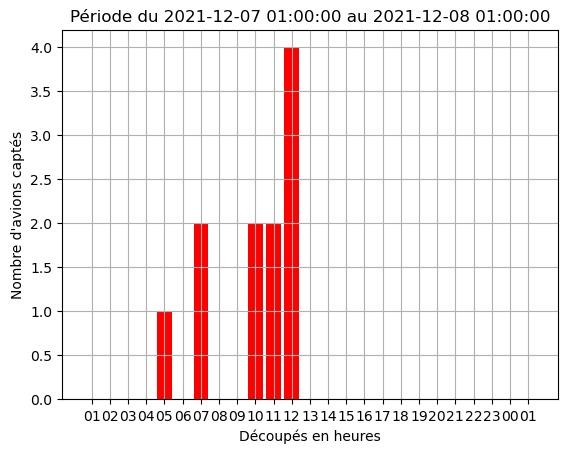 Période du 2021-12-07 01:00:00 au 2021-12-08 01:00:00
Nombre d'avions captés
4.0
3.5
3.0
2.5
2.0
1.5
1.0
0.5
0.0
01 02 03 04 05 06 07 08 09 10 11 12 13 14 15 16 17 18 19 20 21 22 23 00 01
Découpés en heures